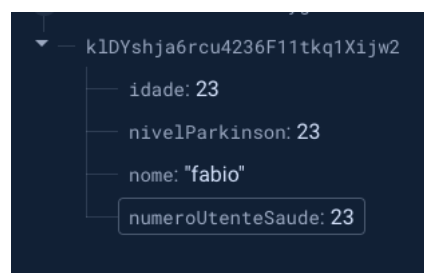 klDYshja6rcu4236F11tkq1Xijw2
idade: 23
nivelParkinson: 23
nome: "fabio"
numeroUtenteSaude: 23